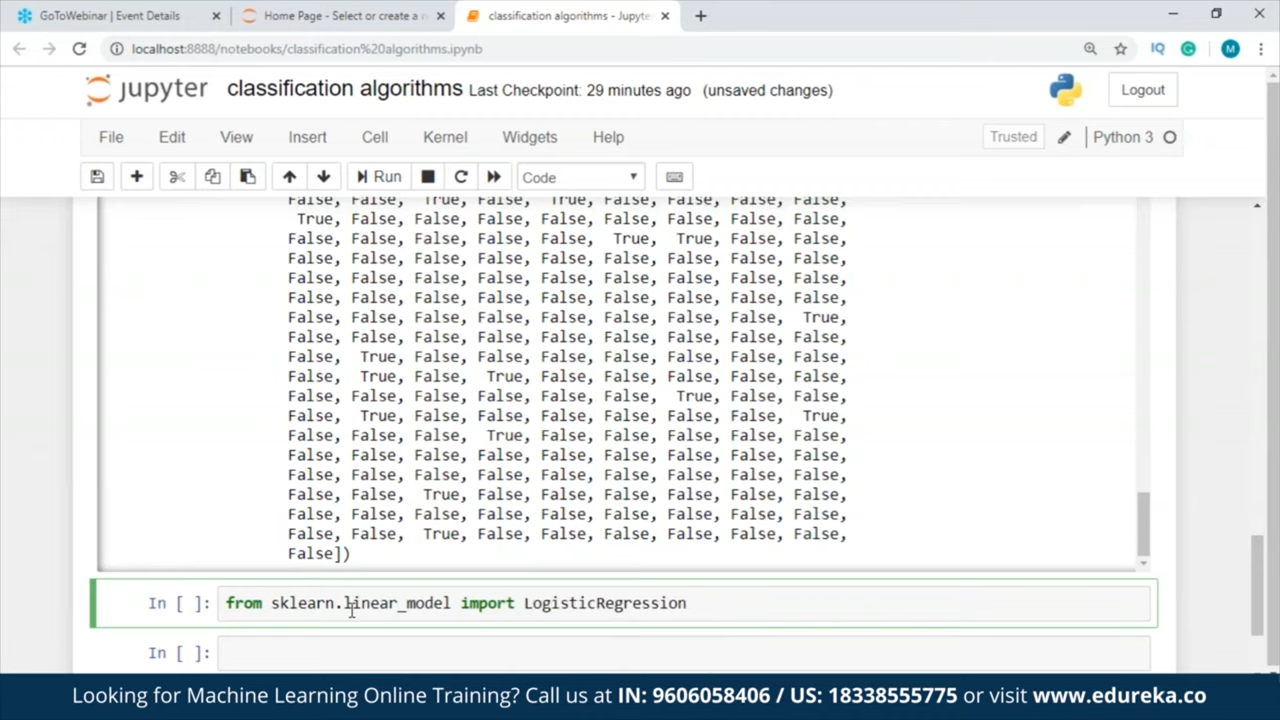 GoToWebinar | Event Details
Home Page - Select or create a n
classification algorithms - Jupyte
localhost:8888/notebooks/classification%20algorithms.ipynb
IQ
M
jupyter classification algorithms Last Checkpoint: 29 minutes ago (unsaved changes)
Logout
File Edit View Insert Cell Kernel Widgets Help
Trusted
Python 3
Run
Code
False, False,  True, False,  True, False, False, False, False,
True, False, False, False, False, False, False, False, False,
False, False, False, False, False,  True,  True, False, False,
False, False, False, False, False, False, False, False, False,
False, False, False, False, False, False, False, False, False,
False, False, False, False, False, False, False, False, False,
False, False, False, False, False, False, False, False,  True,
False, False, False, False, False, False, False, False, False,
False,  True, False, False, False, False, False, False, False,
False,  True, False,  True, False, False, False, False, False,
False, False, False, False, False, False,  True, False, False,
False,  True, False, False, False, False, False, False,  True,
False, False, False,  True, False, False, False, False, False,
False, False, False, False, False, False, False, False, False,
False, False, False, False, False, False, False, False, False,
False, False,  True, False, False, False, False, False, False,
False, False, False, False, False, False, False, False, False,
False, False,  True, False, False, False, False, False, False,
False])
In [ ]: from sklearn.linear_model import LogisticRegression
In [ ]:
Looking for Machine Learning Online Training? Call us at IN: 9606058406 / US: 18338555775 or visit www.edureka.co